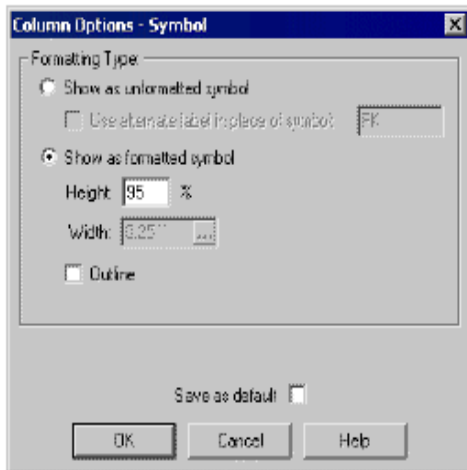 Column Options - Symbol
Formatting Type:
Show as unformatted symbol
Use alternate label in place of symbol: FK
Show as formatted symbol
Height: 95 %
Width: ...
Outline
Save as default
OK Cancel Help